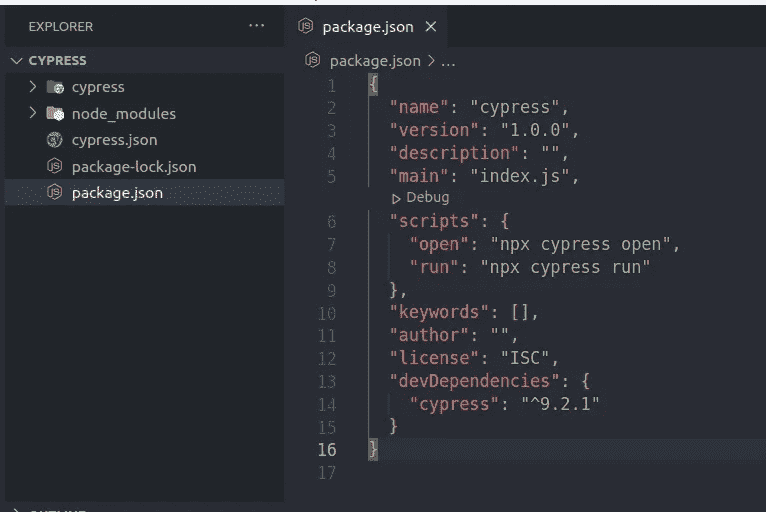 EXPLORER
...
CYPRESS
cypress
node_modules
cypress.json
package-lock.json
package.json
package.json
package.json > ...
1 {
2 "name": "cypress",
3 "version": "1.0.0",
4 "description": "",
5 "main": "index.js",
Debug
6 "scripts": {
7 "open": "npx cypress open",
8 "run": "npx cypress run"
9 },
10 "keywords": [],
11 "author": "",
12 "license": "ISC",
13 "devDependencies": {
14 "cypress": "^9.2.1"
15 }
16 }
17